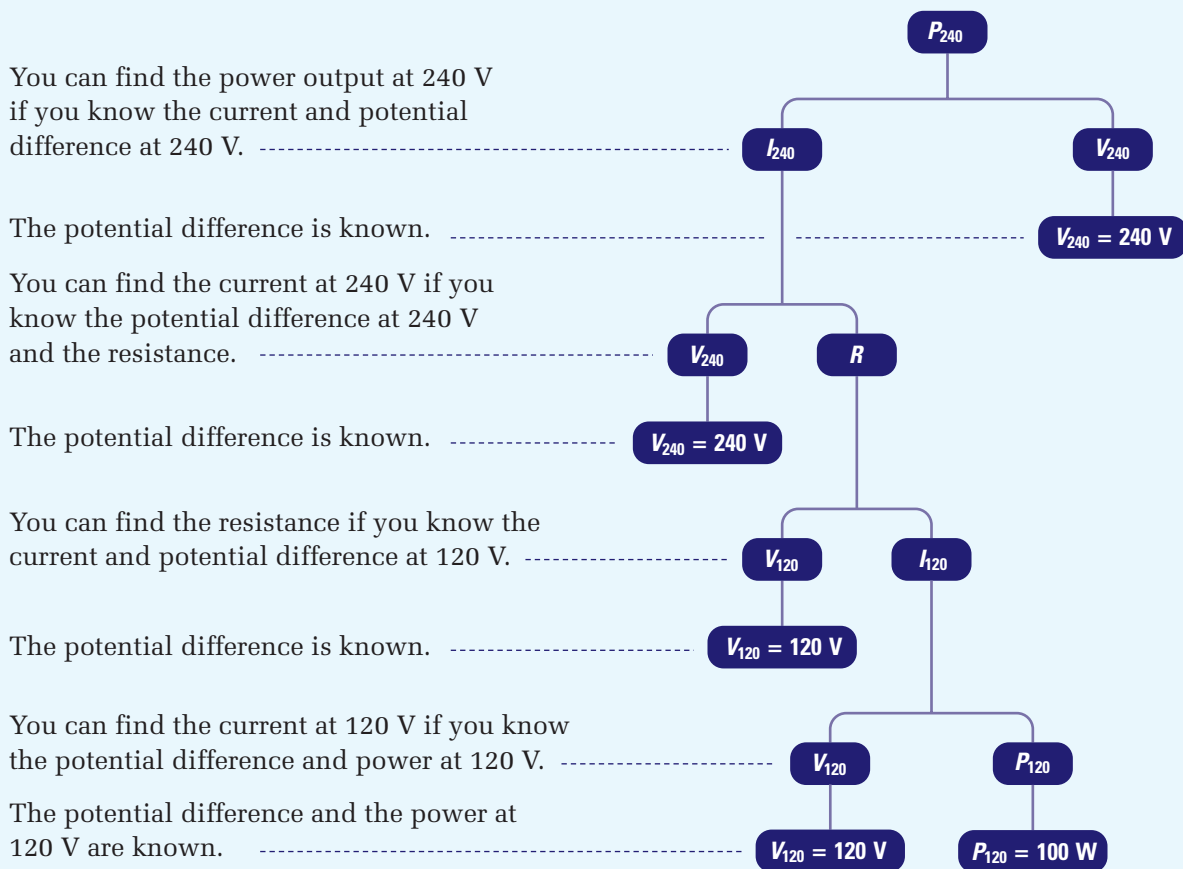 P240
You can find the power output at 240 V
if you know the current and potential
difference at 240 V.
I240
V240
The potential difference is known.
V240 = 240 V
You can find the current at 240 V if you
know the potential difference at 240 V
and the resistance.
V240
R
The potential difference is known.
V240 = 240 V
You can find the resistance if you know the
current and potential difference at 120 V.
V120
I120
The potential difference is known.
V120 = 120 V
You can find the current at 120 V if you know
the potential difference and power at 120 V.
V120
P120
The potential difference and the power at
120 V are known.
V120 = 120 V
P120 = 100 W